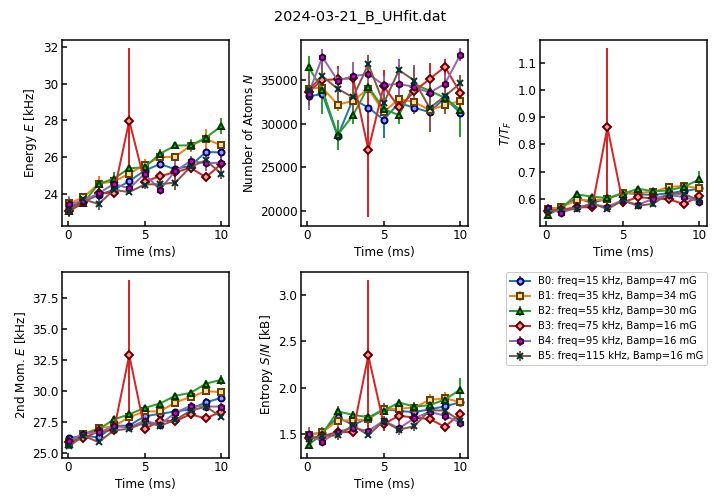 2024-03-21_B_UHfit.dat
Energy E [kHz]
32
30
28
26
24
0
5
10
Time (ms)
Number of Atoms N
35000
30000
25000
20000
0
5
10
Time (ms)
T/T_F
1.1
1.0
0.9
0.8
0.7
0.6
0
5
10
Time (ms)
2nd Mom. E [kHz]
37.5
35.0
32.5
30.0
27.5
25.0
0
5
10
Time (ms)
Entropy S/N [kB]
3.0
2.5
2.0
1.5
0
5
10
Time (ms)
B0: freq=15 kHz, Bamp=47 mG
B1: freq=35 kHz, Bamp=34 mG
B2: freq=55 kHz, Bamp=30 mG
B3: freq=75 kHz, Bamp=16 mG
B4: freq=95 kHz, Bamp=16 mG
B5: freq=115 kHz, Bamp=16 mG